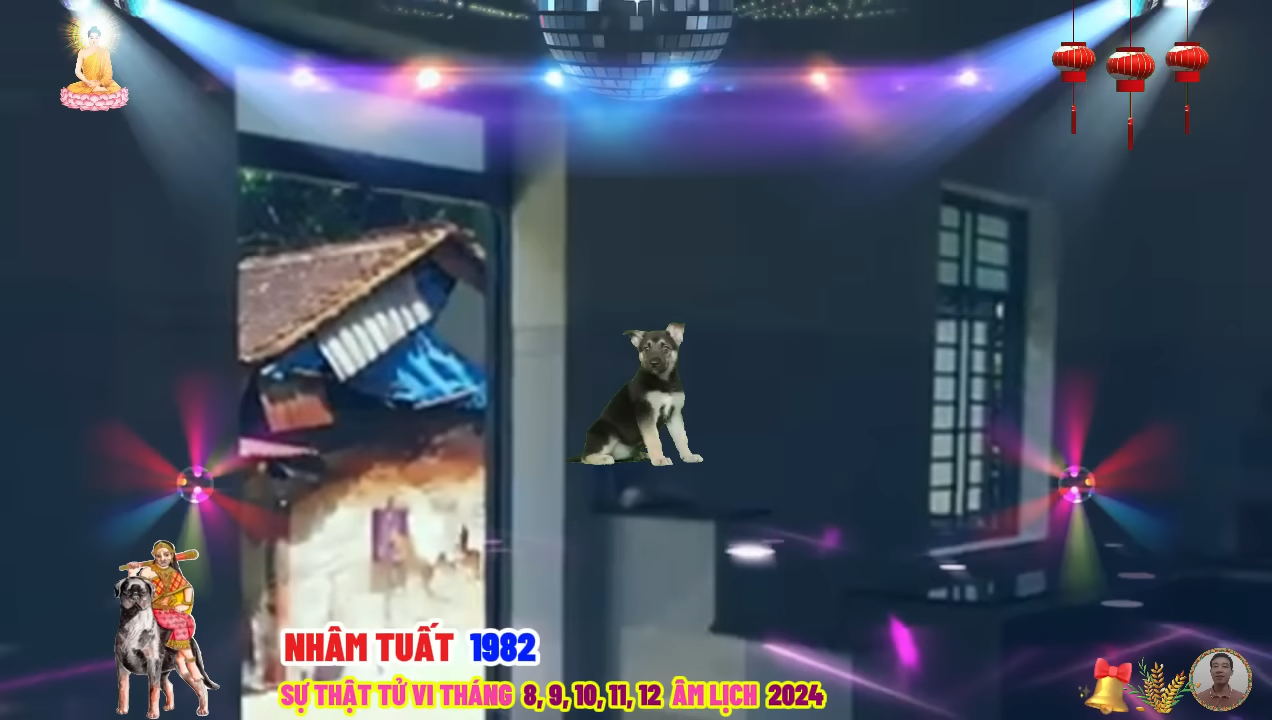 NHÂM TUẤT 1982
SỰ THẬT TỬ VI THÁNG 8, 9, 10, 11, 12 ÂM LỊCH 2024